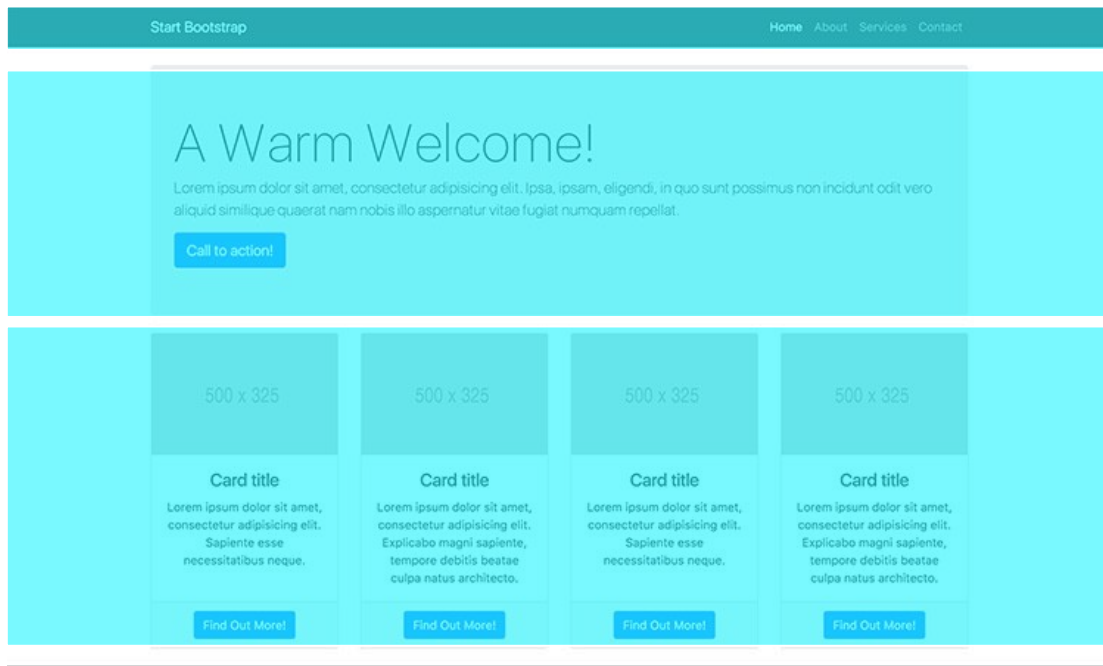 Start Bootstrap
Home About Services Contact
A Warm Welcome!
Lorem ipsum dolor sit amet, consectetur adipisicing elit. Ipsa, ipsam, eligendi, in quo sunt possimus non incidunt odit vero
aliquid similique quaerat nam nobis illo aspernatur vitae fugiat numquam repellat.
Call to action!
500 x 325
Card title
Lorem ipsum dolor sit amet,
consectetur adipisicing elit.
Sapiente esse
necessitatibus neque.
Find Out More!
500 x 325
Card title
Lorem ipsum dolor sit amet,
consectetur adipisicing elit.
Explicabo magni sapiente,
tempore debitis beatae
culpa natus architecto.
Find Out More!
500 x 325
Card title
Lorem ipsum dolor sit amet,
consectetur adipisicing elit.
Sapiente esse
necessitatibus neque.
Find Out More!
500 x 325
Card title
Lorem ipsum dolor sit amet,
consectetur adipisicing elit.
Explicabo magni sapiente,
tempore debitis beatae
culpa natus architecto.
Find Out More!